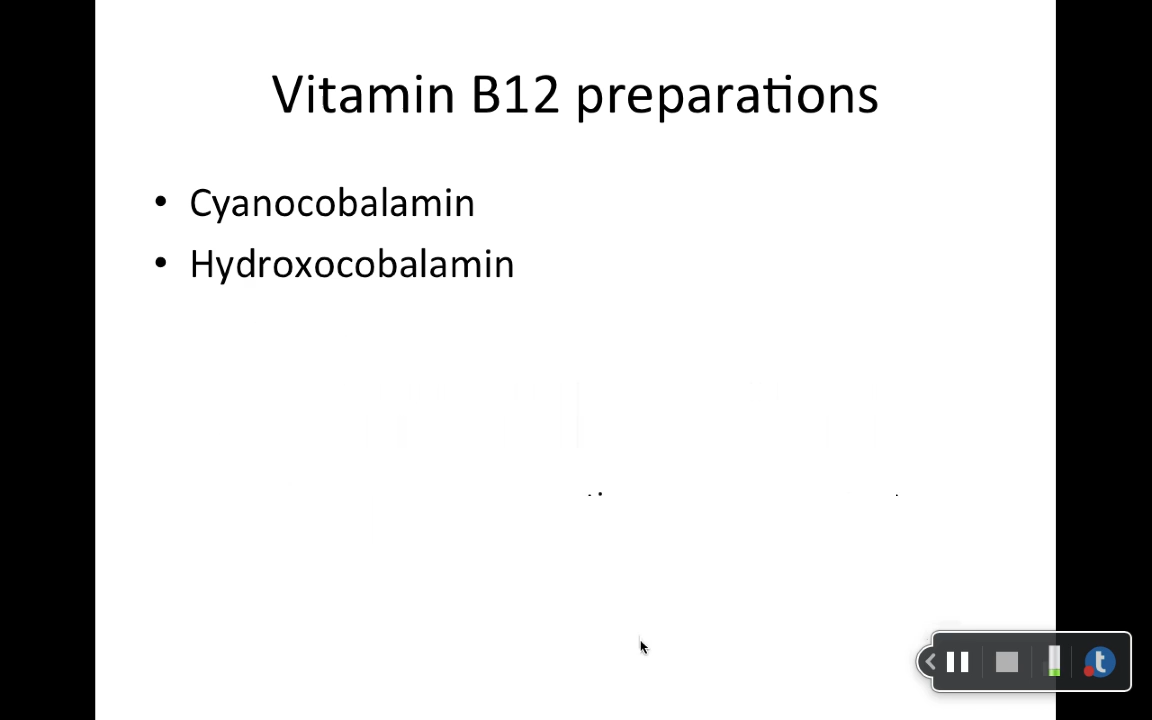 Vitamin B12 preparations
• Cyanocobalamin
• Hydroxocobalamin
t